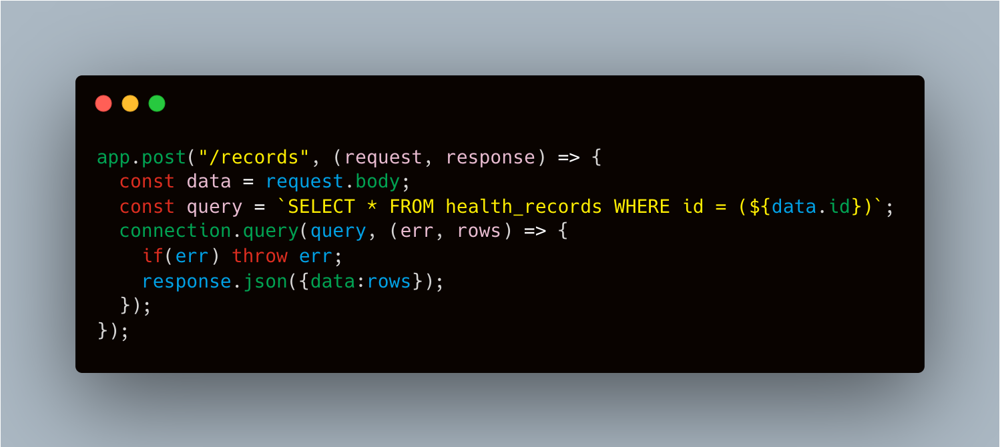 app.post("/records", (request, response) => {
  const data = request.body;
  const query = `SELECT * FROM health_records WHERE id = (${data.id})`;
  connection.query(query, (err, rows) => {
    if(err) throw err;
    response.json({data:rows});
  });
});